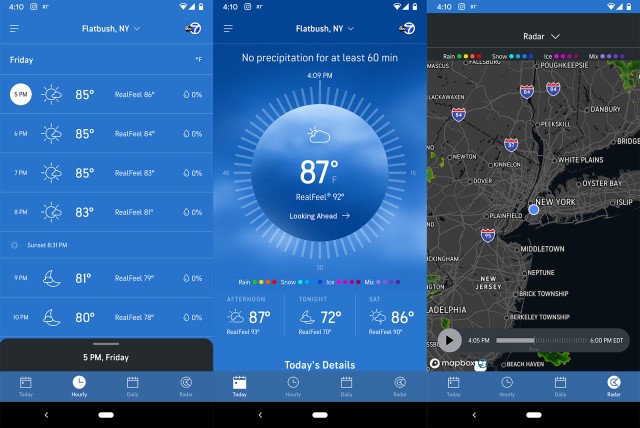 4:10 87°
Flatbush, NY
7
Friday °F
5 PM 85° RealFeel 86° 0%
6 PM 85° RealFeel 84° 0%
7 PM 85° RealFeel 83° 0%
8 PM 83° RealFeel 81° 0%
Sunset 8:31 PM
9 PM 81° RealFeel 79° 0%
10 PM 80° RealFeel 78° 0%
5 PM, Friday
Today Hourly Daily Radar
4:10 87°
Flatbush, NY
7
No precipitation for at least 60 min
4:09 PM
45 15
87° F
RealFeel® 92°
Looking Ahead →
30
Rain Snow Ice Mix
AFTERNOON TONIGHT SAT
87° 72° 86°
RealFeel 93° RealFeel 70° RealFeel 90°
Today's Details
Today Hourly Daily Radar
4:10 87°
Radar
Rain Snow Ice Mix
FALLSBURG
POUGHKEEPSIE
84 84
LACKAWAXEN
84
DANBURY
PEEKSKILL
87
BRIDGE
NEWTON
KINNELON
WHITE PLAINS
DOVER
OYSTER BAY
NEW YORK
ISLIP
PLAINFIELD
95
MIDDLETOWN
NEPTUNE
NEW
JERSEY
BRICK TOWNSHIP
ADELPHIA
BERKELEY TOWNSHIP
4:05 PM 6:00 PM EDT
mapbox
BEACH HAVEN
Today Hourly Daily Radar